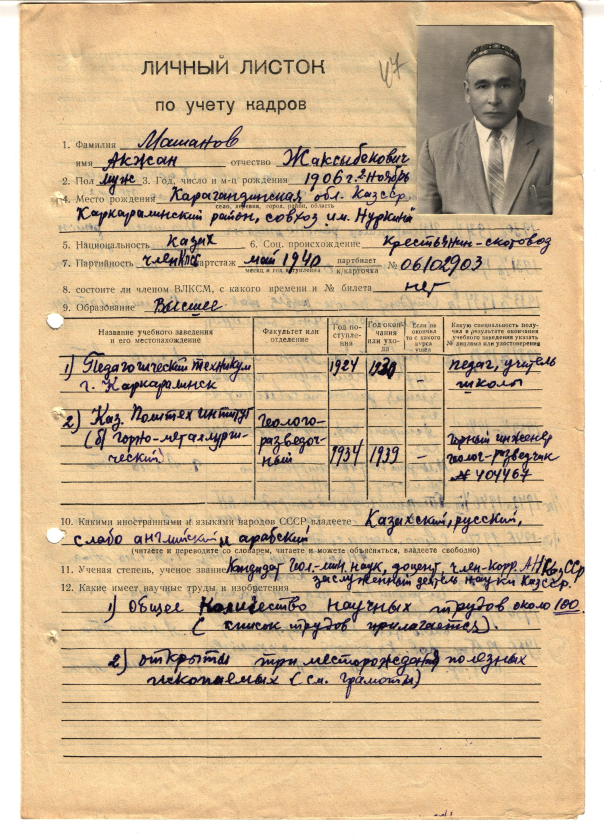 47
ЛИЧНЫЙ ЛИСТОК
по учету кадров
1. Фамилия Машанов
имя Акжан отчество Жаксыбекович
2. Пол муж 3. Год, число и м-ц рождения 1906 г. 2 ноябрь
4. Место рождения Карагандинская обл. КазССР
село, деревня, город, район, область
Каркаралинский район, совхоз им. Нуркина
5. Национальность казах 6. Соц. происхождение крестьянин-скотовод
7. Партийность член КПСС партстаж май 1940 партбилет № 06102903
месяц и год вступления к/карточка
8. состоите ли членом ВЛКСМ, с какого времени и № билета нет
9. Образование Высшее
Название учебного заведения и его местонахождение
Факультет или отделение
Год поступления
Год окончания или ухода
Если не окончил, то с какого курса ушел
Какую специальность получил в результате окончания учебного заведения указать № диплома или удостоверения
1) Педагогический техникум 1924 1930 — педаг, учитель
г. Каркаралинск школы
2) Каз. Политех институт геолого-
(б) горно-металлурги- разведоч- 1934 1939 — горный инженер
ческий) ный геолог-разведчик
№ 404467
10. Какими иностранными и языками народов СССР владеете Казахский, русский,
слабо английский и арабский
(читаете и переводите со словарем, читаете и можете объясняться, владеете свободно)
11. Ученая степень, ученое звание Кандидат геол-мин. наук, доцент, член-корр. АН КазССР
заслуженный деятель науки КазССР.
12. Какие имеет научные труды и изобретения
1) Общее количество научных трудов около 100.
(список трудов прилагается).
2) открыты три месторождения полезных
ископаемых (см. грамоты)